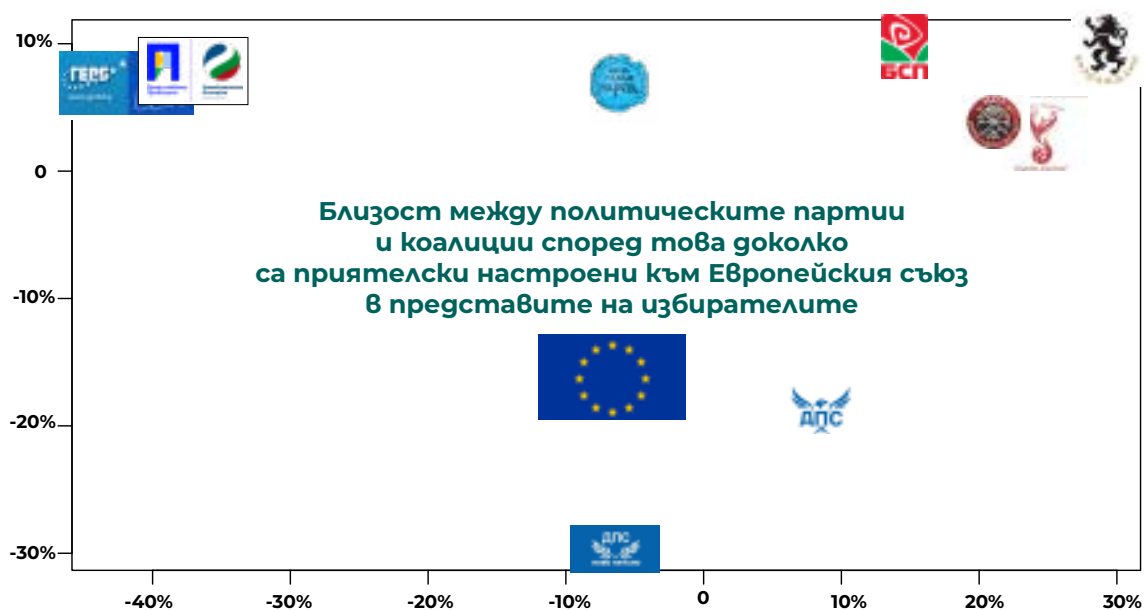 10%
ГЕРБ
БСП
0
Близост между политическите партии
и коалиции според това доколко
са приятелски настроени към Европейския съюз
в представите на избирателите
-10%
ДПС
-20%
ДПС
-30%
-40% -30% -20% -10% 0 10% 20% 30%